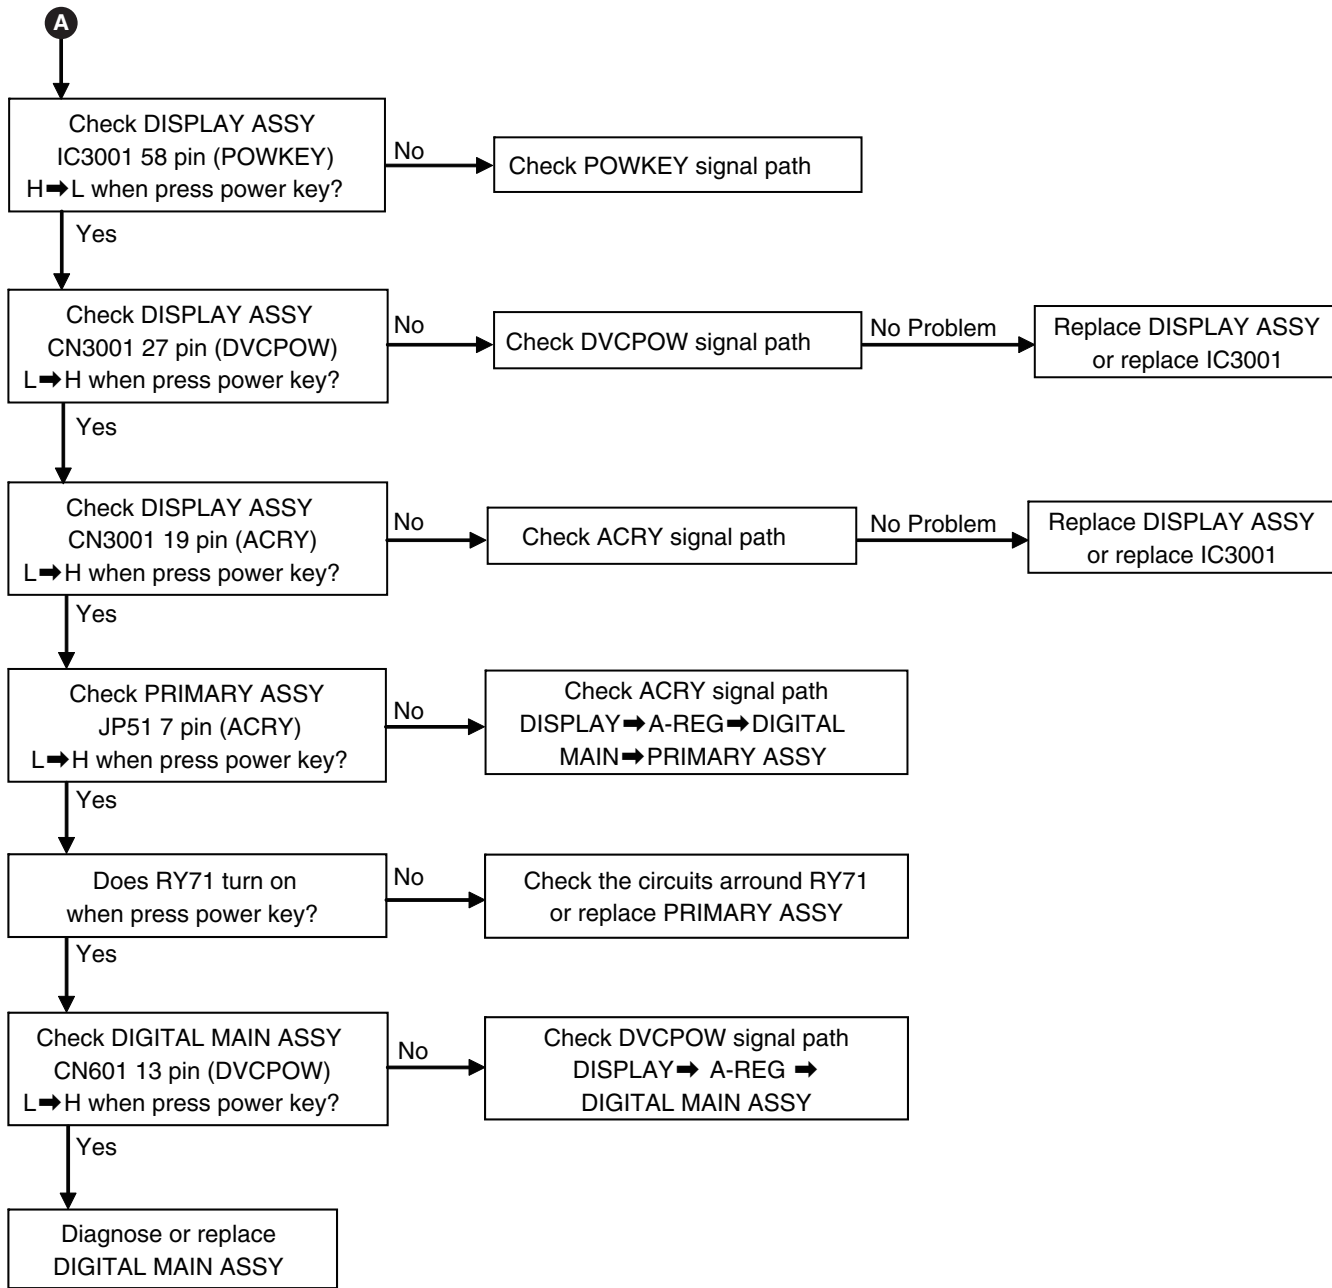 A
Check DISPLAY ASSY
IC3001 58 pin (POWKEY)
H➡L when press power key?
No
Check POWKEY signal path
Yes
Check DISPLAY ASSY
CN3001 27 pin (DVCPOW)
L➡H when press power key?
No
Check DVCPOW signal path
No Problem
Replace DISPLAY ASSY
or replace IC3001
Yes
Check DISPLAY ASSY
CN3001 19 pin (ACRY)
L➡H when press power key?
No
Check ACRY signal path
No Problem
Replace DISPLAY ASSY
or replace IC3001
Yes
Check PRIMARY ASSY
JP51 7 pin (ACRY)
L➡H when press power key?
No
Check ACRY signal path
DISPLAY➡A-REG➡DIGITAL
MAIN➡PRIMARY ASSY
Yes
Does RY71 turn on
when press power key?
No
Check the circuits arround RY71
or replace PRIMARY ASSY
Yes
Check DIGITAL MAIN ASSY
CN601 13 pin (DVCPOW)
L➡H when press power key?
No
Check DVCPOW signal path
DISPLAY➡ A-REG ➡
DIGITAL MAIN ASSY
Yes
Diagnose or replace
DIGITAL MAIN ASSY